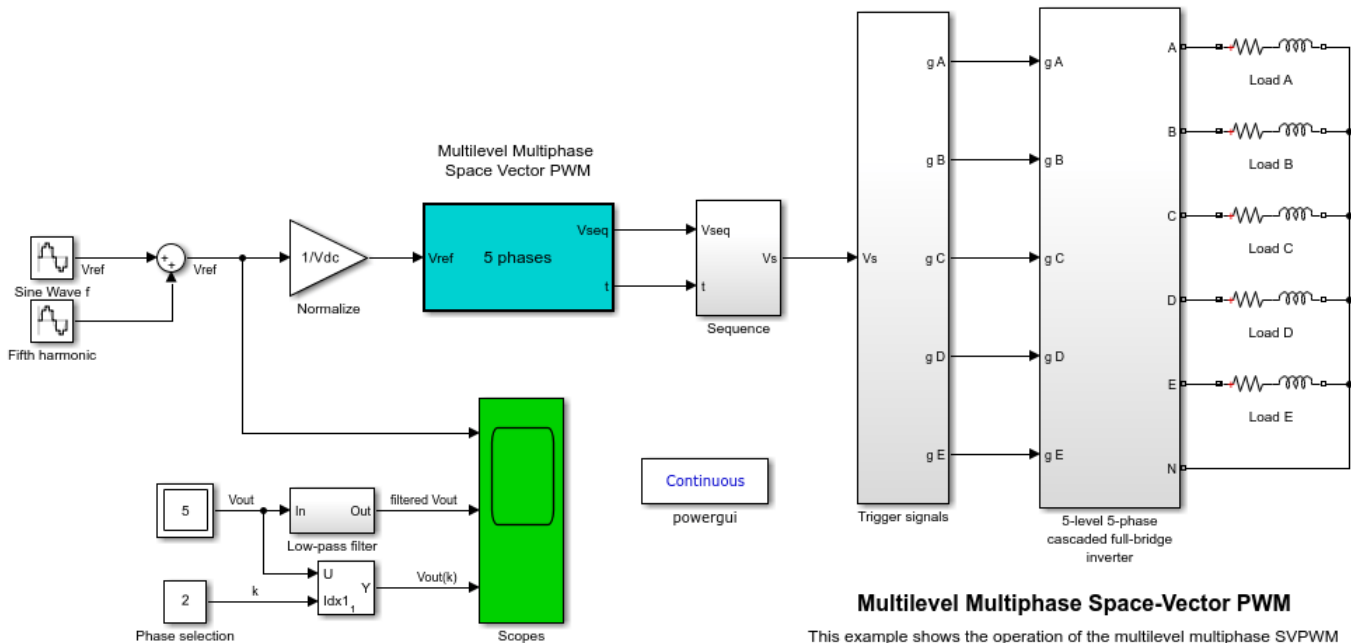 Multilevel Multiphase
Space Vector PWM
Sine Wave f
Vref
Fifth harmonic
+
+
Vref
1/Vdc
Normalize
Vref
5 phases
Vseq
t
Vseq
t
Vs
Sequence
Vs
g A
g B
g C
g D
g E
Trigger signals
g A
g B
g C
g D
g E
A
B
C
D
E
N
5-level 5-phase
cascaded full-bridge
inverter
Load A
Load B
Load C
Load D
Load E
5
Vout
In
Out
Low-pass filter
filtered Vout
2
Phase selection
k
U
Idx1
1
Y
Vout(k)
Scopes
Continuous
powergui
Multilevel Multiphase Space-Vector PWM
This example shows the operation of the multilevel multiphase SVPWM